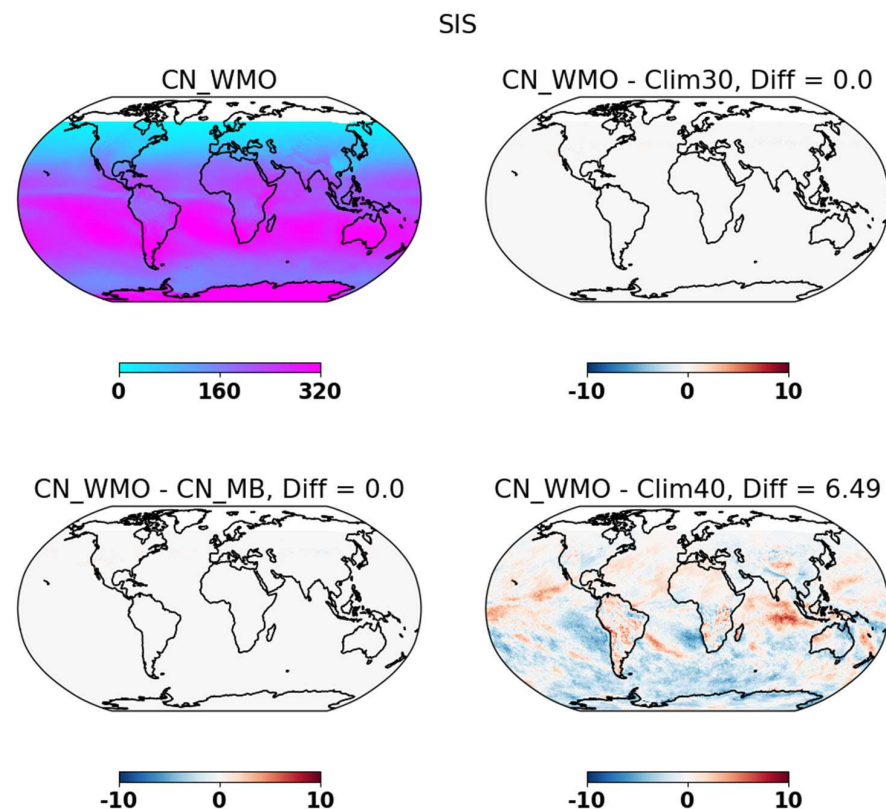 SIS
CN_WMO
CN_WMO - Clim30, Diff = 0.0
0 160 320
-10 0 10
CN_WMO - CN_MB, Diff = 0.0
CN_WMO - Clim40, Diff = 6.49
-10 0 10
-10 0 10